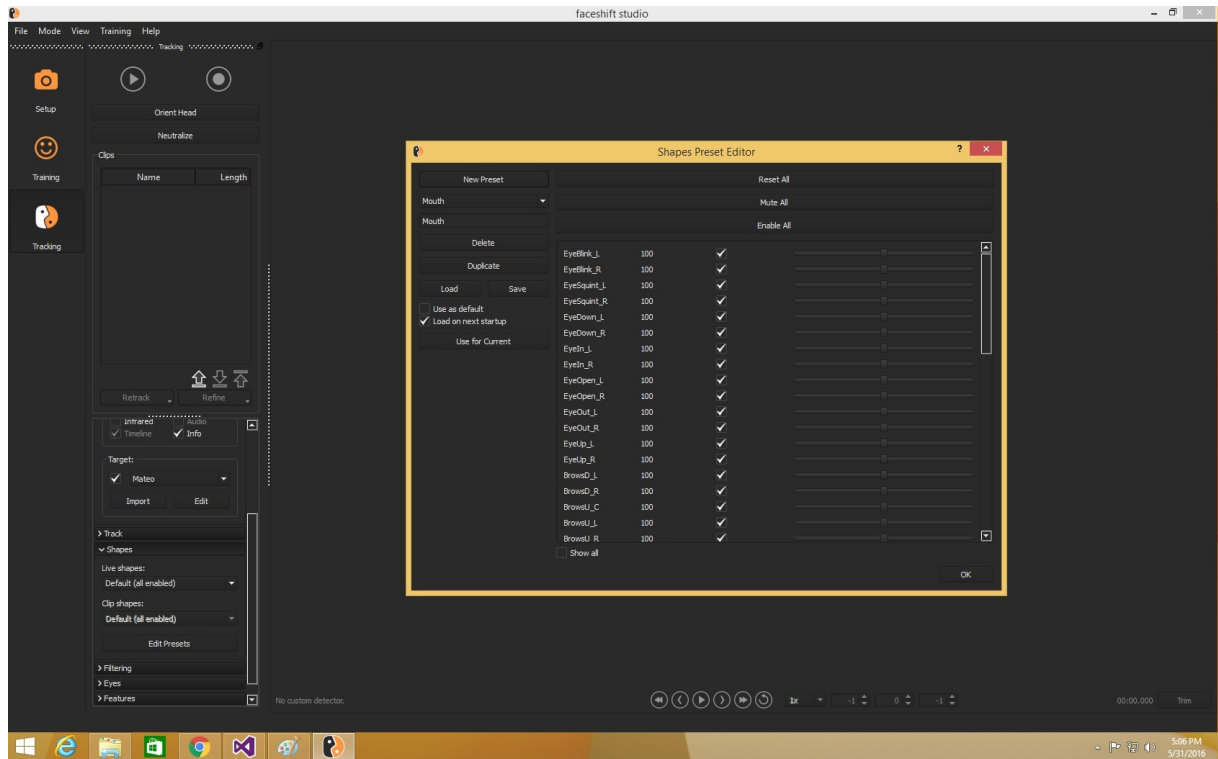 faceshift studio
File Mode View Training Help
Tracking
Setup
Training
Tracking
Orient Head
Neutralize
Clips
Name Length
Retrack Refine
Infrared Audio
Timeline Info
Target:
Mateo
Import Edit
Track
Shapes
Live shapes:
Default (all enabled)
Clip shapes:
Default (all enabled)
Edit Presets
Filtering
Eyes
Features
Shapes Preset Editor
?
New Preset
Mouth
Mouth
Delete
Duplicate
Load Save
Use as default
Load on next startup
Use for Current
Reset All
Mute All
Enable All
EyeBlink_L 100
EyeBlink_R 100
EyeSquint_L 100
EyeSquint_R 100
EyeDown_L 100
EyeDown_R 100
EyeIn_L 100
EyeIn_R 100
EyeOpen_L 100
EyeOpen_R 100
EyeOut_L 100
EyeOut_R 100
EyeUp_L 100
EyeUp_R 100
BrowsD_L 100
BrowsD_R 100
BrowsU_C 100
BrowsU_L 100
BrowsU_R 100
Show all
OK
No custom detector.
1x -1 0 -1
00:00.000 Trim
5:06 PM
5/31/2016